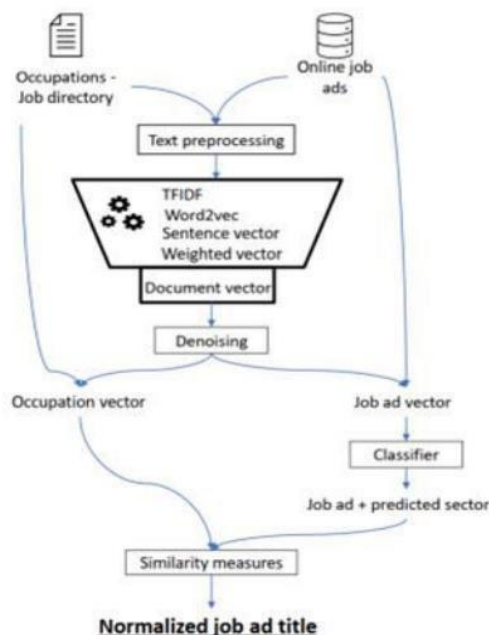 Occupations -
Job directory
Online job
ads
Text preprocessing
TFIDF
Word2vec
Sentence vector
Weighted vector
Document vector
Denoising
Occupation vector
Job ad vector
Classifier
Job ad + predicted sector
Similarity measures
Normalized job ad title